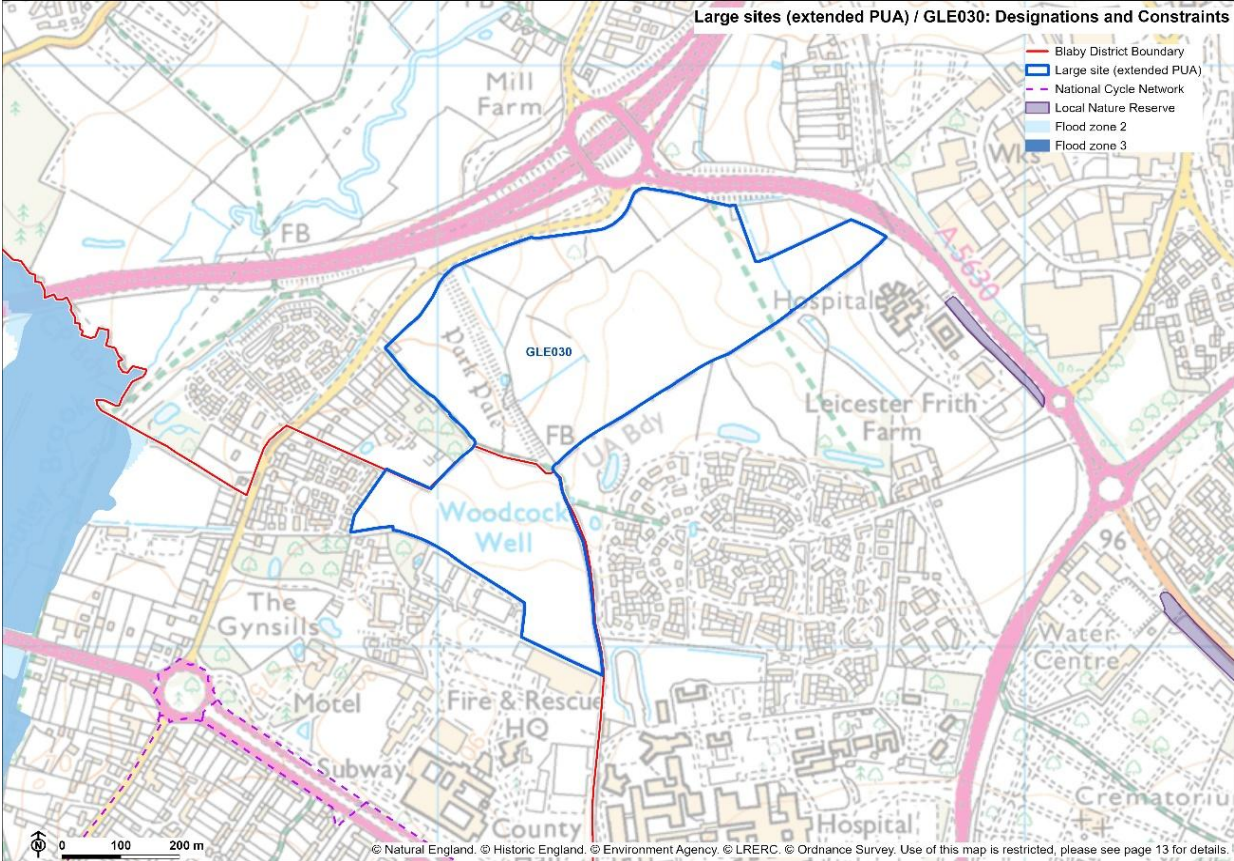 Large sites (extended PUA) / GLE030: Designations and Constraints
Blaby District Boundary
Large site (extended PUA)
National Cycle Network
Local Nature Reserve
Flood zone 2
Flood zone 3
Mill
Farm
Wks
FB
A 5630
Hospital
GLE030
Park Pale
Leicester Frith
Farm
FB
UA Bdy
Woodcock
Well
96
The
Gynsills
Water
Centre
Motel
Fire & Rescue
HQ
Subway
County
Hospital
Crematoriu
70
N
0 100 200 m
© Natural England. © Historic England. © Environment Agency. © LRERC. © Ordnance Survey. Use of this map is restricted, please see page 13 for details.